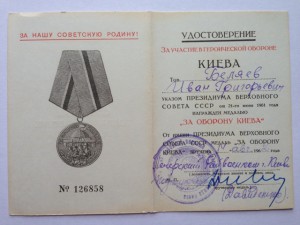 ЗА НАШУ СОВЕТСКУЮ РОДИНУ!
№ 126858
УДОСТОВЕРЕНИЕ
ЗА УЧАСТИЕ В ГЕРОИЧЕСКОЙ ОБОРОНЕ
КИЕВА
Тов. Беляев
Иван Григорьевич
УКАЗОМ ПРЕЗИДИУМА ВЕРХОВНОГО
СОВЕТА СССР от 21-го июня 1961 года
НАГРАЖДЕН МЕДАЛЬЮ
„ЗА ОБОРОНУ КИЕВА"
От имени ПРЕЗИДИУМА ВЕРХОВНОГО
СОВЕТА СССР медаль „ЗА ОБОРОНУ
КИЕВА" вручена